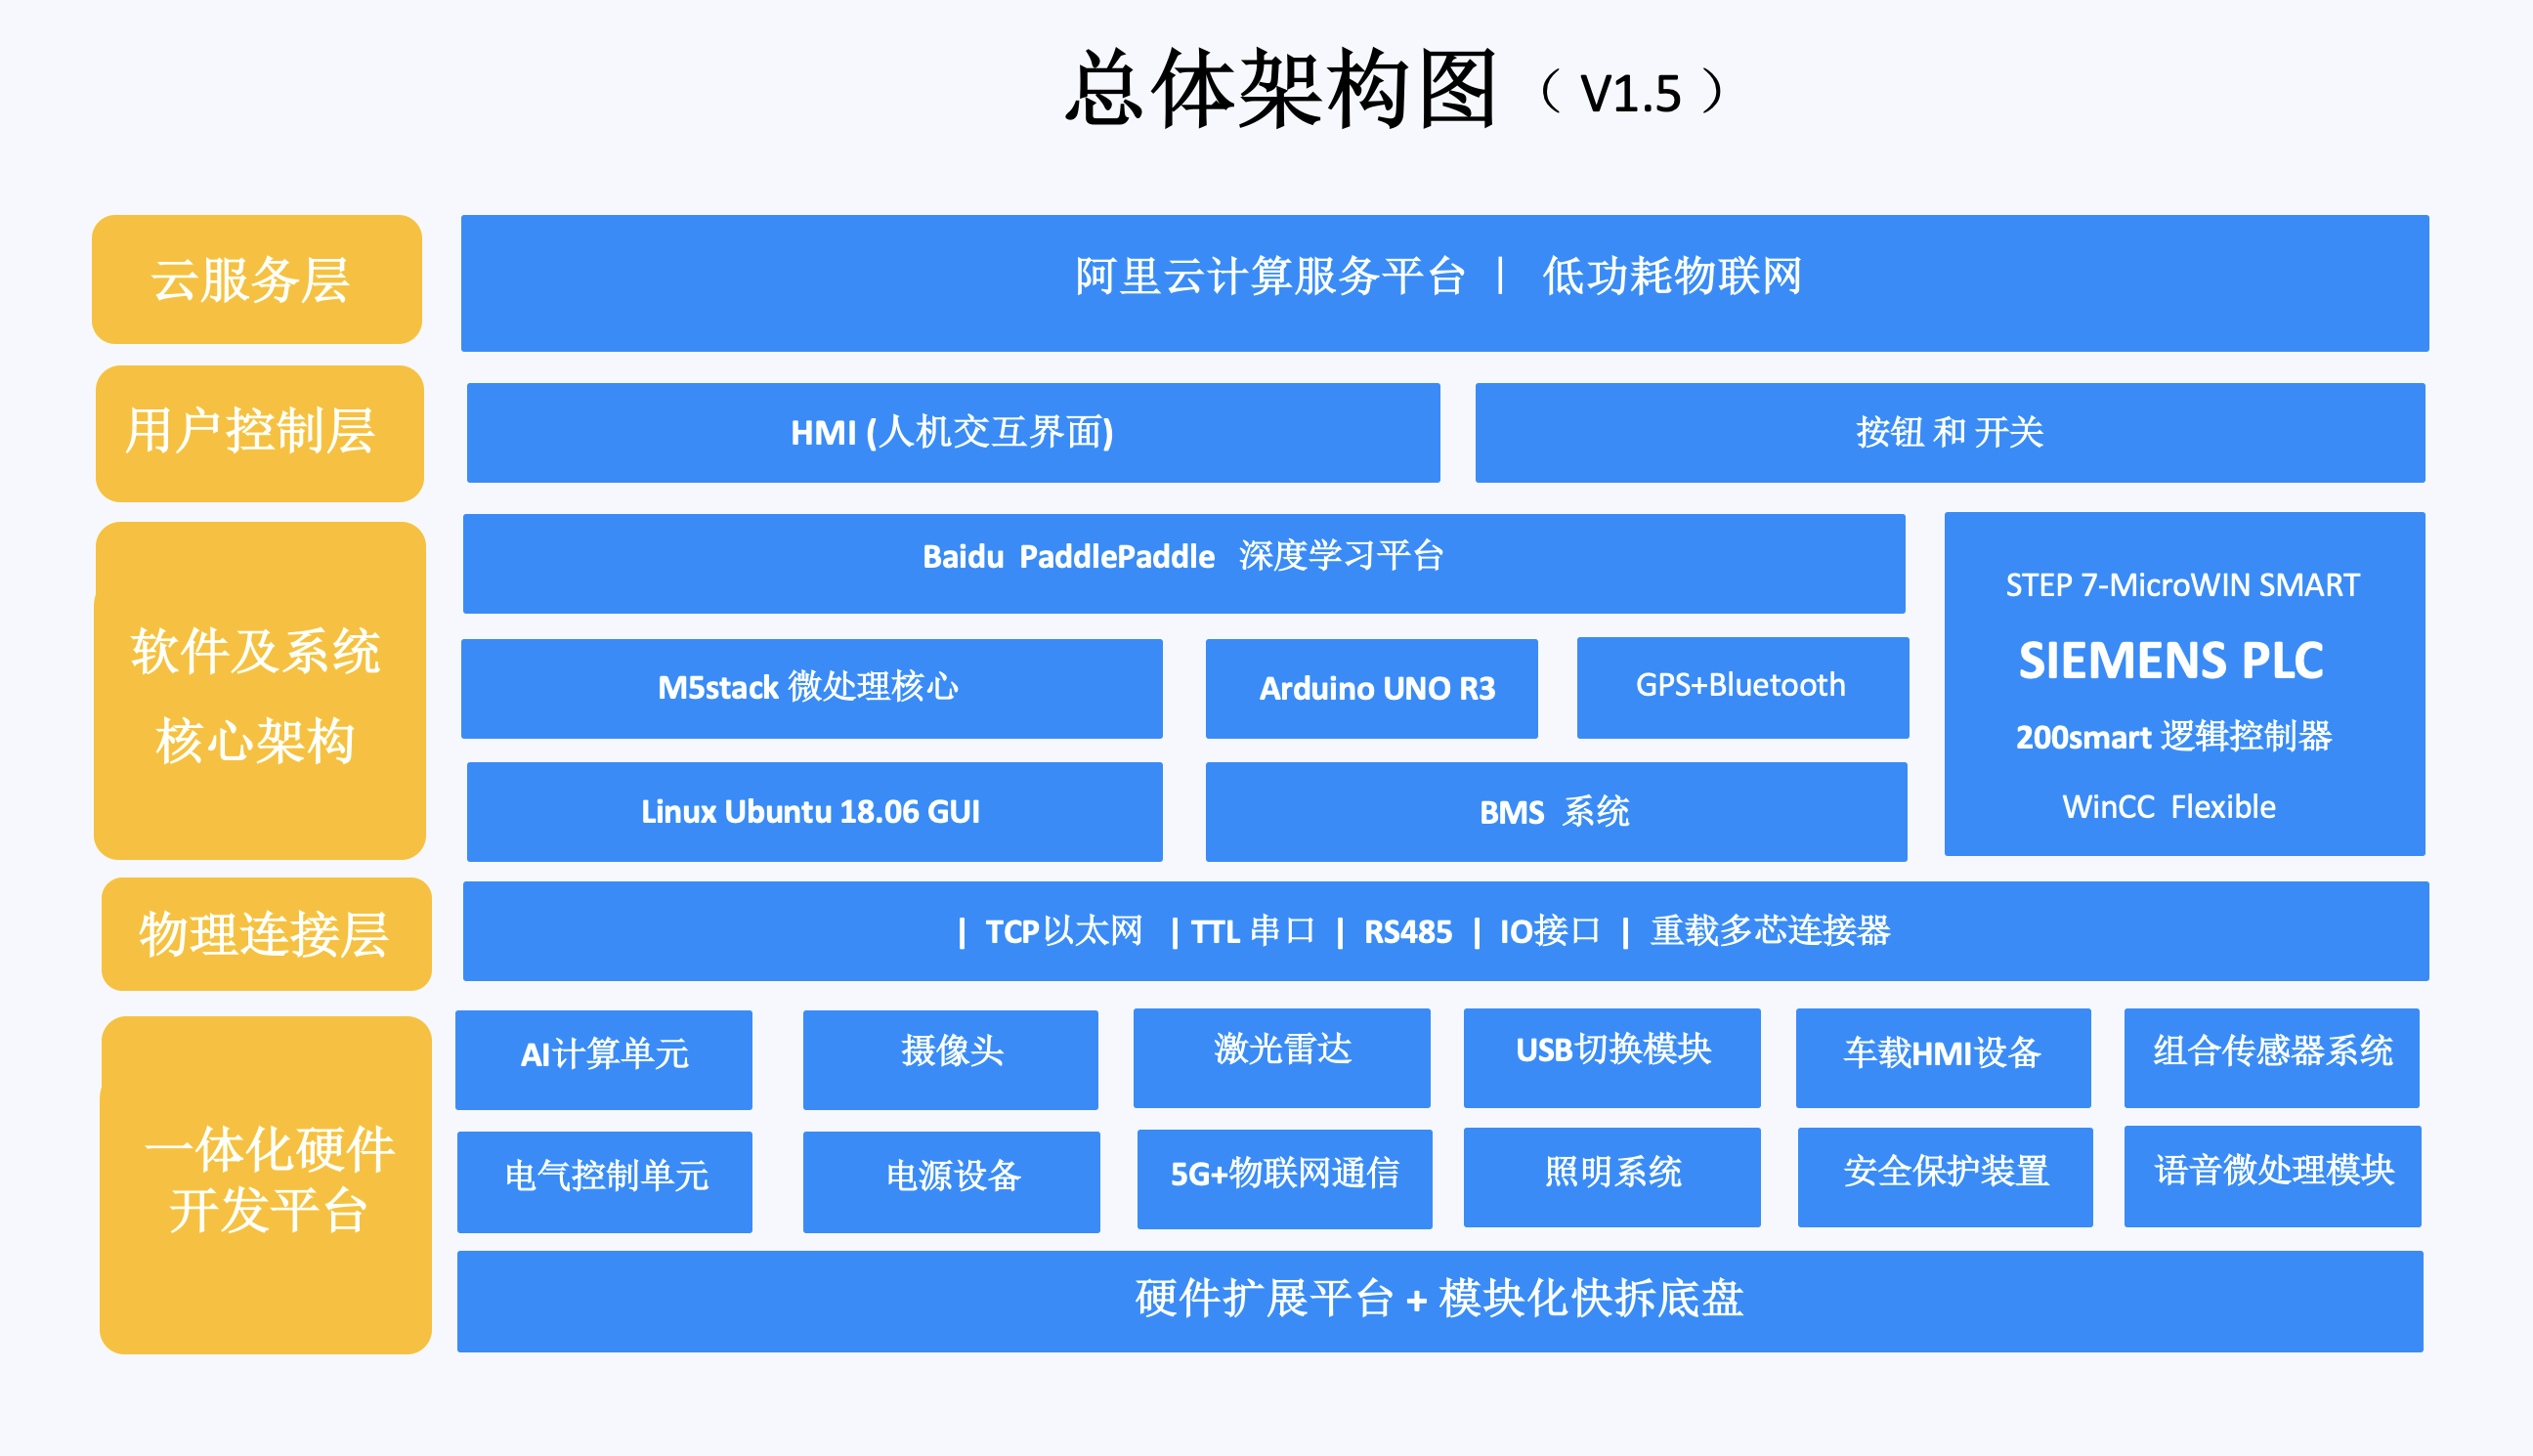 总体架构图（ V1.5 ）
云服务层
阿里云计算服务平台 | 低功耗物联网
用户控制层
HMI (人机交互界面)
按钮 和 开关
软件及系统
核心架构
Baidu PaddlePaddle 深度学习平台
M5stack 微处理核心
Arduino UNO R3
GPS+Bluetooth
Linux Ubuntu 18.06 GUI
BMS 系统
STEP 7-MicroWIN SMART
SIEMENS PLC
200smart 逻辑控制器
WinCC Flexible
物理连接层
| TCP以太网 | TTL 串口 | RS485 | IO接口 | 重载多芯连接器
一体化硬件
开发平台
AI计算单元
摄像头
激光雷达
USB切换模块
车载HMI设备
组合传感器系统
电气控制单元
电源设备
5G+物联网通信
照明系统
安全保护装置
语音微处理模块
硬件扩展平台 + 模块化快拆底盘